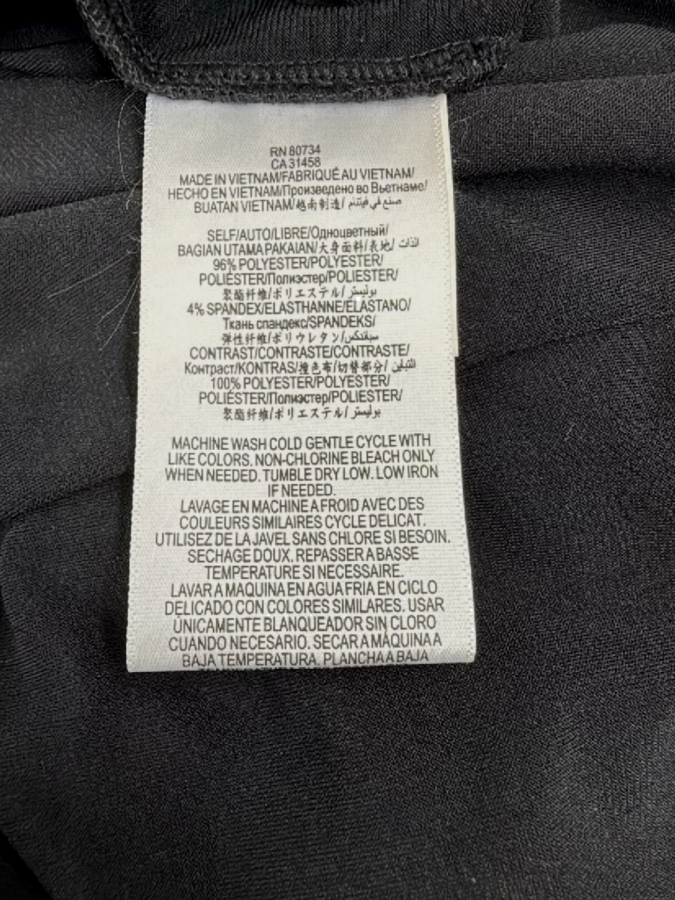 RN 80734
CA 31458
MADE IN VIETNAM/FABRIQUÉ AU VIETNAM/
HECHO EN VIETNAM/Произведено во Вьетнаме/
BUATAN VIETNAM/越南制造/ صنع في فيتنام
SELF/AUTO/LIBRE/Одноцветный/
BAGIAN UTAMA PAKAIAN/大身面料/表地/ الذات
96% POLYESTER/POLYESTER/
POLIÉSTER/Полиэстер/POLIESTER/
聚酯纤维/ポリエステル/ بوليستر
4% SPANDEX/ELASTHANNE/ELASTANO/
Ткань спандекс/SPANDEKS/
弹性纤维/ポリウレタン/ سباندكس
CONTRAST/CONTRASTE/CONTRASTE/
Контраст/KONTRAS/撞色布/切替部分/ التباين
100% POLYESTER/POLYESTER/
POLIÉSTER/Полиэстер/POLIESTER/
聚酯纤维/ポリエステル/ بوليستر
MACHINE WASH COLD GENTLE CYCLE WITH
LIKE COLORS. NON-CHLORINE BLEACH ONLY
WHEN NEEDED. TUMBLE DRY LOW. LOW IRON
IF NEEDED.
LAVAGE EN MACHINE A FROID AVEC DES
COULEURS SIMILAIRES CYCLE DELICAT.
UTILISEZ DE LA JAVEL SANS CHLORE SI BESOIN.
SECHAGE DOUX. REPASSER A BASSE
TEMPERATURE SI NECESSAIRE.
LAVAR A MAQUINA EN AGUA FRIA EN CICLO
DELICADO CON COLORES SIMILARES. USAR
ÚNICAMENTE BLANQUEADOR SIN CLORO
CUANDO NECESARIO. SECAR A MÁQUINA A
BAJA TEMPERATURA. PLANCHA A BAJA